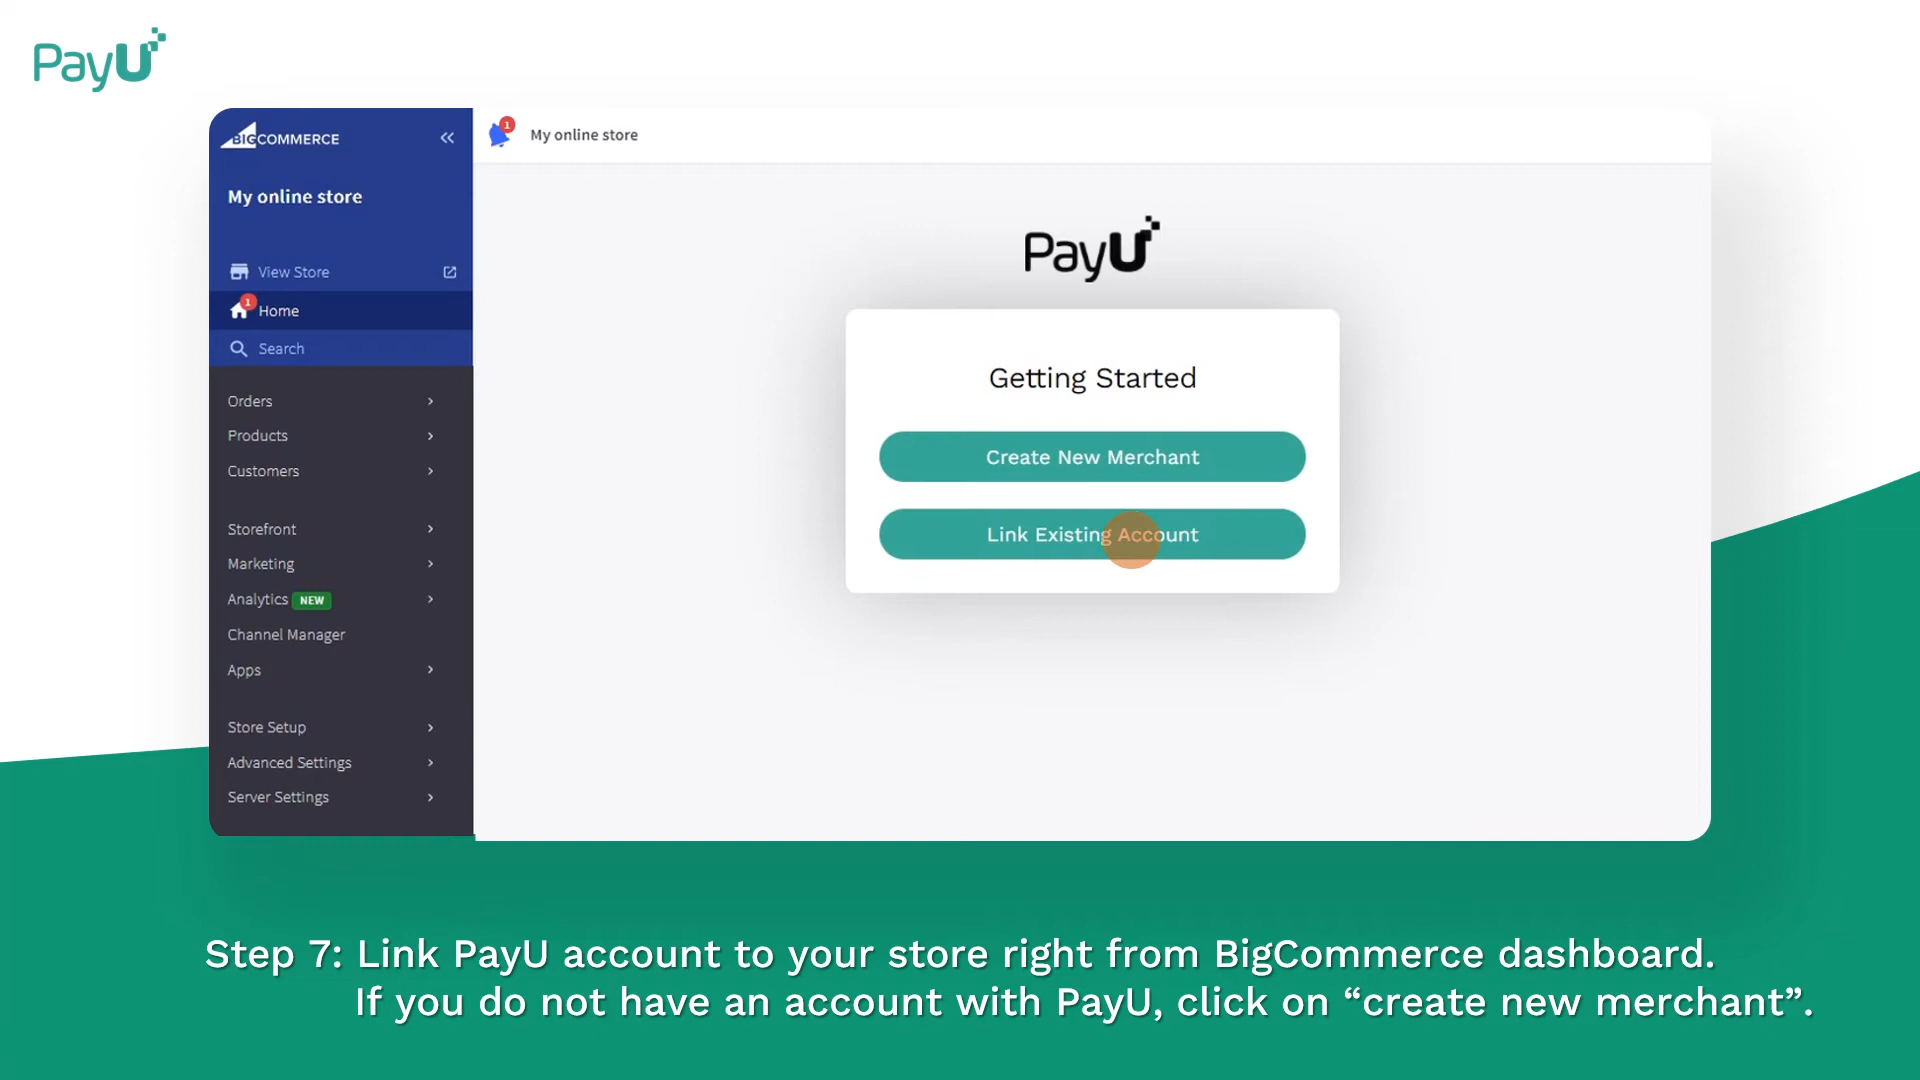 PayU
BIGCOMMERCE
1
My online store
My online store
View Store
1
Home
Search
Orders
Products
Customers
Storefront
Marketing
Analytics NEW
Channel Manager
Apps
Store Setup
Advanced Settings
Server Settings
PayU
Getting Started
Create New Merchant
Link Existing Account
Step 7: Link PayU account to your store right from BigCommerce dashboard.
If you do not have an account with PayU, click on “create new merchant”.